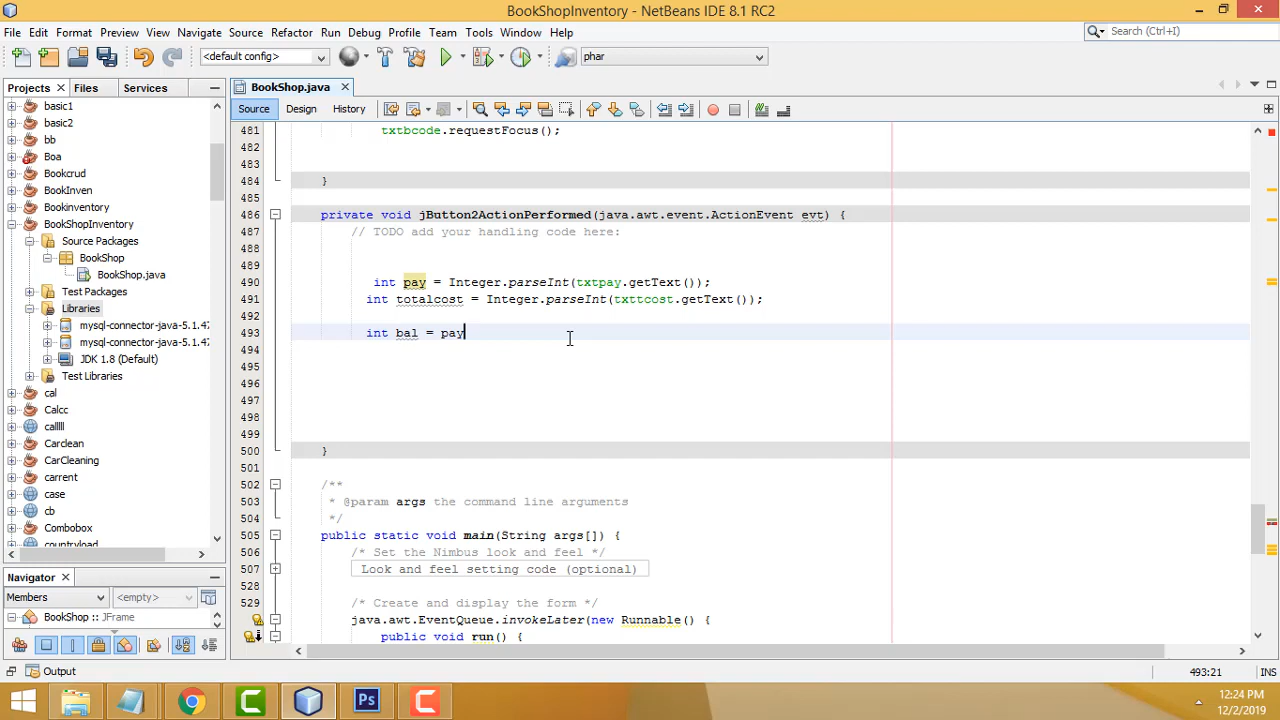 BookShopInventory - NetBeans IDE 8.1 RC2
File Edit Format Preview View Navigate Source Refactor Run Debug Profile Team Tools Window Help
Search (Ctrl+I)
<default config>
phar
Projects Files Services
BookShop.java
Source Design History
basic1
basic2
bb
Boa
Bookcrud
BookInven
Bookinventory
BookShopInventory
Source Packages
BookShop
BookShop.java
Test Packages
Libraries
mysql-connector-java-5.1.47
mysql-connector-java-5.1.47
JDK 1.8 (Default)
Test Libraries
cal
Calcc
callll
Carclean
CarCleaning
carrent
case
cb
Combobox
countryload
481 txtbcode.requestFocus();
482
483
484 }
485
486 private void jButton2ActionPerformed(java.awt.event.ActionEvent evt) {
487 // TODO add your handling code here:
488
489
490 int pay = Integer.parseInt(txtpay.getText());
491 int totalcost = Integer.parseInt(txttcost.getText());
492
493 int bal = pay
494
495
496
497
498
499
500 }
501
502 /**
503 * @param args the command line arguments
504 */
505 public static void main(String args[]) {
506 /* Set the Nimbus look and feel */
507 Look and feel setting code (optional)
528
529 /* Create and display the form */
java.awt.EventQueue.invokeLater(new Runnable() {
public void run() {
Navigator
Members <empty>
BookShop :: JFrame
Output
493:21 INS
Ps
12:24 PM
12/2/2019